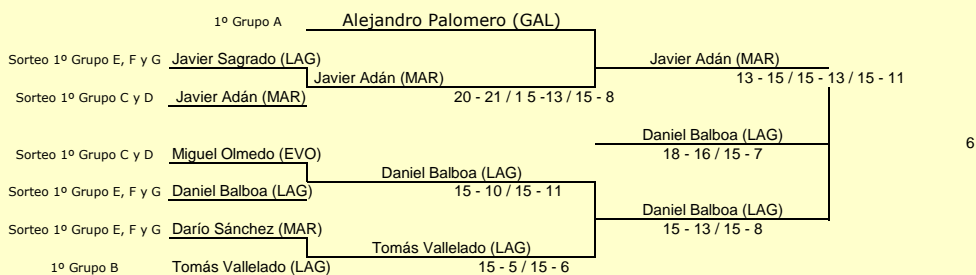 1º Grupo A Alejandro Palomero (GAL)
Sorteo 1º Grupo E, F y G Javier Sagrado (LAG) Javier Adán (MAR)
Javier Adán (MAR) 13 - 15 / 15 - 13 / 15 - 11
Sorteo 1º Grupo C y D Javier Adán (MAR) 20 - 21 / 1 5 -13 / 15 - 8
Daniel Balboa (LAG)
Sorteo 1º Grupo C y D Miguel Olmedo (EVO) 18 - 16 / 15 - 7 6
Daniel Balboa (LAG)
Sorteo 1º Grupo E, F y G Daniel Balboa (LAG) 15 - 10 / 15 - 11
Daniel Balboa (LAG)
Sorteo 1º Grupo E, F y G Darío Sánchez (MAR) 15 - 13 / 15 - 8
Tomás Vallelado (LAG)
1º Grupo B Tomás Vallelado (LAG) 15 - 5 / 15 - 6